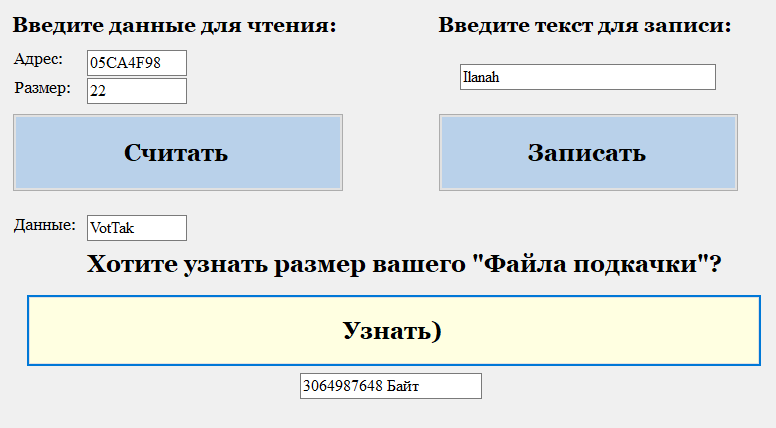 Введите данные для чтения:
Введите текст для записи:
Адрес: 05CA4F98
Ilanah
Размер: 22
Считать
Записать
Данные: VotTak
Хотите узнать размер вашего "Файла подкачки"?
Узнать)
3064987648 Байт